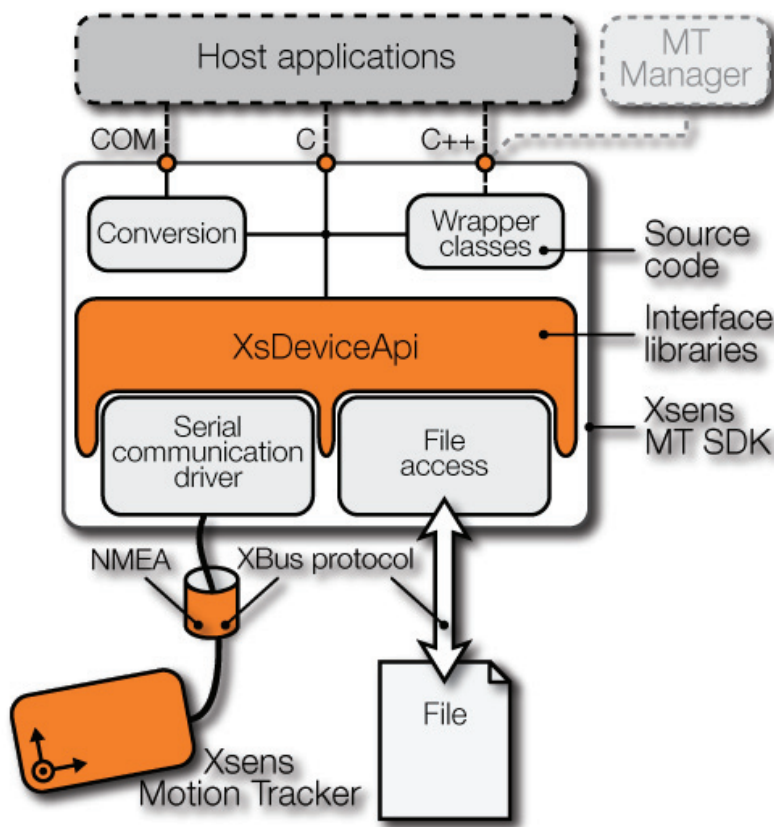 Host applications
MT
Manager
COM
C
C++
Conversion
Wrapper
classes
Source
code
XsDeviceApi
Interface
libraries
Serial
communication
driver
File
access
Xsens
MT SDK
NMEA
XBus protocol
File
Xsens
Motion Tracker